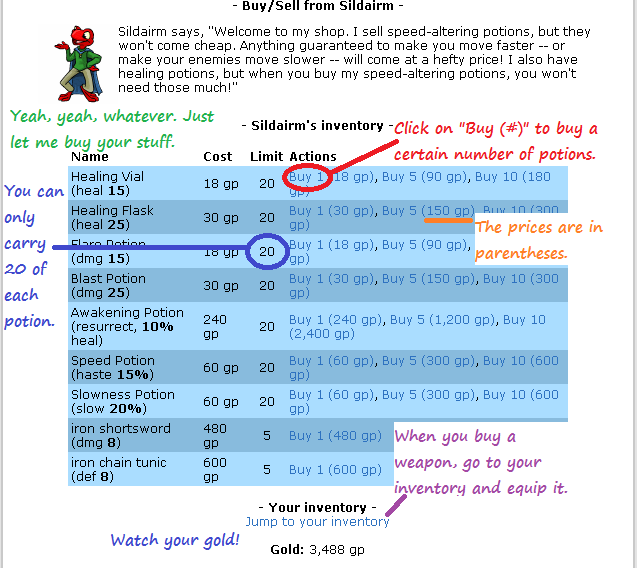 - Buy/Sell from Sildairm -
Sildairm says, "Welcome to my shop. I sell speed-altering potions, but they
won't come cheap. Anything guaranteed to make you move faster -- or
make your enemies move slower -- will come at a hefty price! I also have
healing potions, but when you buy my speed-altering potions, you won't
need those much!"
Yeah, yeah, whatever. Just
let me buy your stuff.
- Sildairm's inventory -
Click on "Buy (#)" to buy a
certain number of potions.
Name Cost Limit Actions
Healing Vial
(heal 15) 18 gp 20 Buy 1 (18 gp), Buy 5 (90 gp), Buy 10 (180
gp)
You can
only
carry
20 of
each
potion.
Healing Flask
(heal 25) 30 gp 20 Buy 1 (30 gp), Buy 5 (150 gp), Buy 10 (300
gp)
The prices are in
parentheses.
Flare Potion
(dmg 15) 18 gp 20 Buy 1 (18 gp), Buy 5 (90 gp),
gp)
Blast Potion
(dmg 25) 30 gp 20 Buy 1 (30 gp), Buy 5 (150 gp), Buy 10 (300
gp)
Awakening Potion
(resurrect, 10%
heal) 240
gp 20 Buy 1 (240 gp), Buy 5 (1,200 gp), Buy 10
(2,400 gp)
Speed Potion
(haste 15%) 60 gp 20 Buy 1 (60 gp), Buy 5 (300 gp), Buy 10 (600
gp)
Slowness Potion
(slow 20%) 60 gp 20 Buy 1 (60 gp), Buy 5 (300 gp), Buy 10 (600
gp)
iron shortsword
(dmg 8) 480
gp 5 Buy 1 (480 gp)
iron chain tunic
(def 8) 600
gp 5 Buy 1 (600 gp)
When you buy a
weapon, go to your
inventory and equip it.
- Your inventory -
Jump to your inventory
Watch your gold!
Gold: 3,488 gp